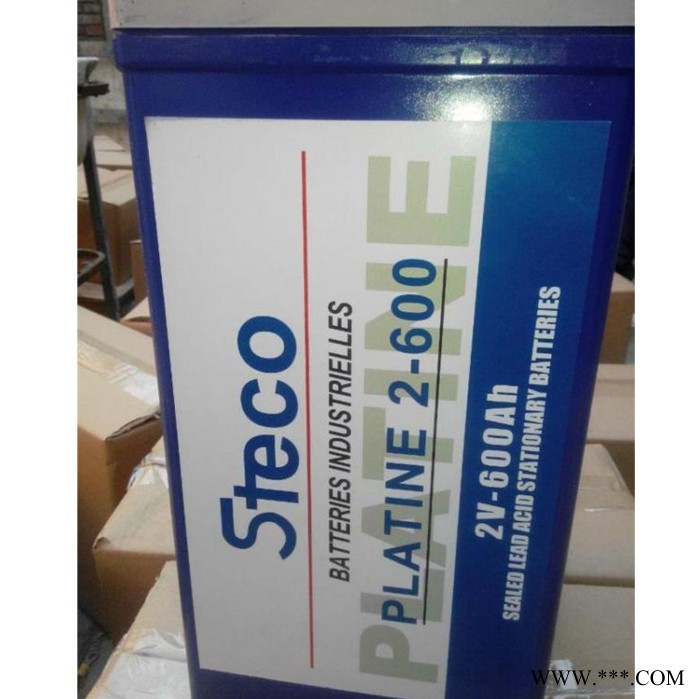 Steco
BATTERIES INDUSTRIELLES
PLATINE
PLATINE 2-600
2V-600Ah
SEALED LEAD ACID STATIONARY BATTERIES
WWW.***.COM